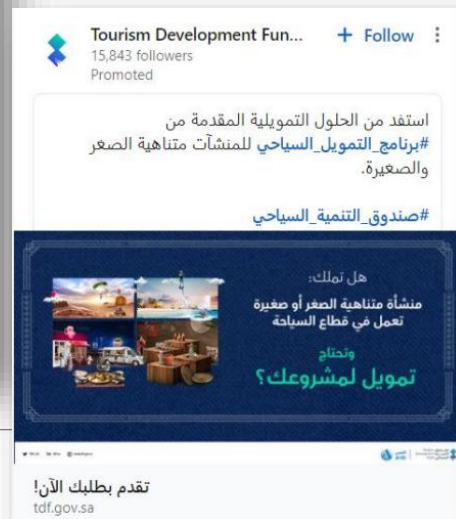 Tourism Development Fun...
+ Follow
15,843 followers
Promoted
استفد من الحلول التمويلية المقدمة من
#برنامج_التمويل_السياحي للمنشآت متناهية الصغر
والصغيرة.
#صندوق_التنمية_السياحي
هل تملك:
منشأة متناهية الصغر أو صغيرة
تعمل في قطاع السياحة
وتحتاج
تمويل لمشروعك؟
تقدم بطلبك الآن!
tdf.gov.sa